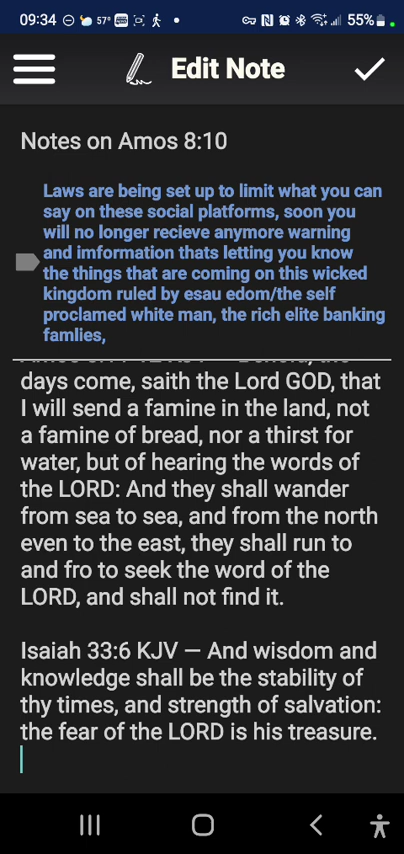 09:34 57° 55%
Edit Note
Notes on Amos 8:10
Laws are being set up to limit what you can
say on these social platforms, soon you
will no longer recieve anymore warning
and imformation thats letting you know
the things that are coming on this wicked
kingdom ruled by esau edom/the self
proclaimed white man, the rich elite banking
famlies,
days come, saith the Lord GOD, that
I will send a famine in the land, not
a famine of bread, nor a thirst for
water, but of hearing the words of
the LORD: And they shall wander
from sea to sea, and from the north
even to the east, they shall run to
and fro to seek the word of the
LORD, and shall not find it.
Isaiah 33:6 KJV — And wisdom and
knowledge shall be the stability of
thy times, and strength of salvation:
the fear of the LORD is his treasure.